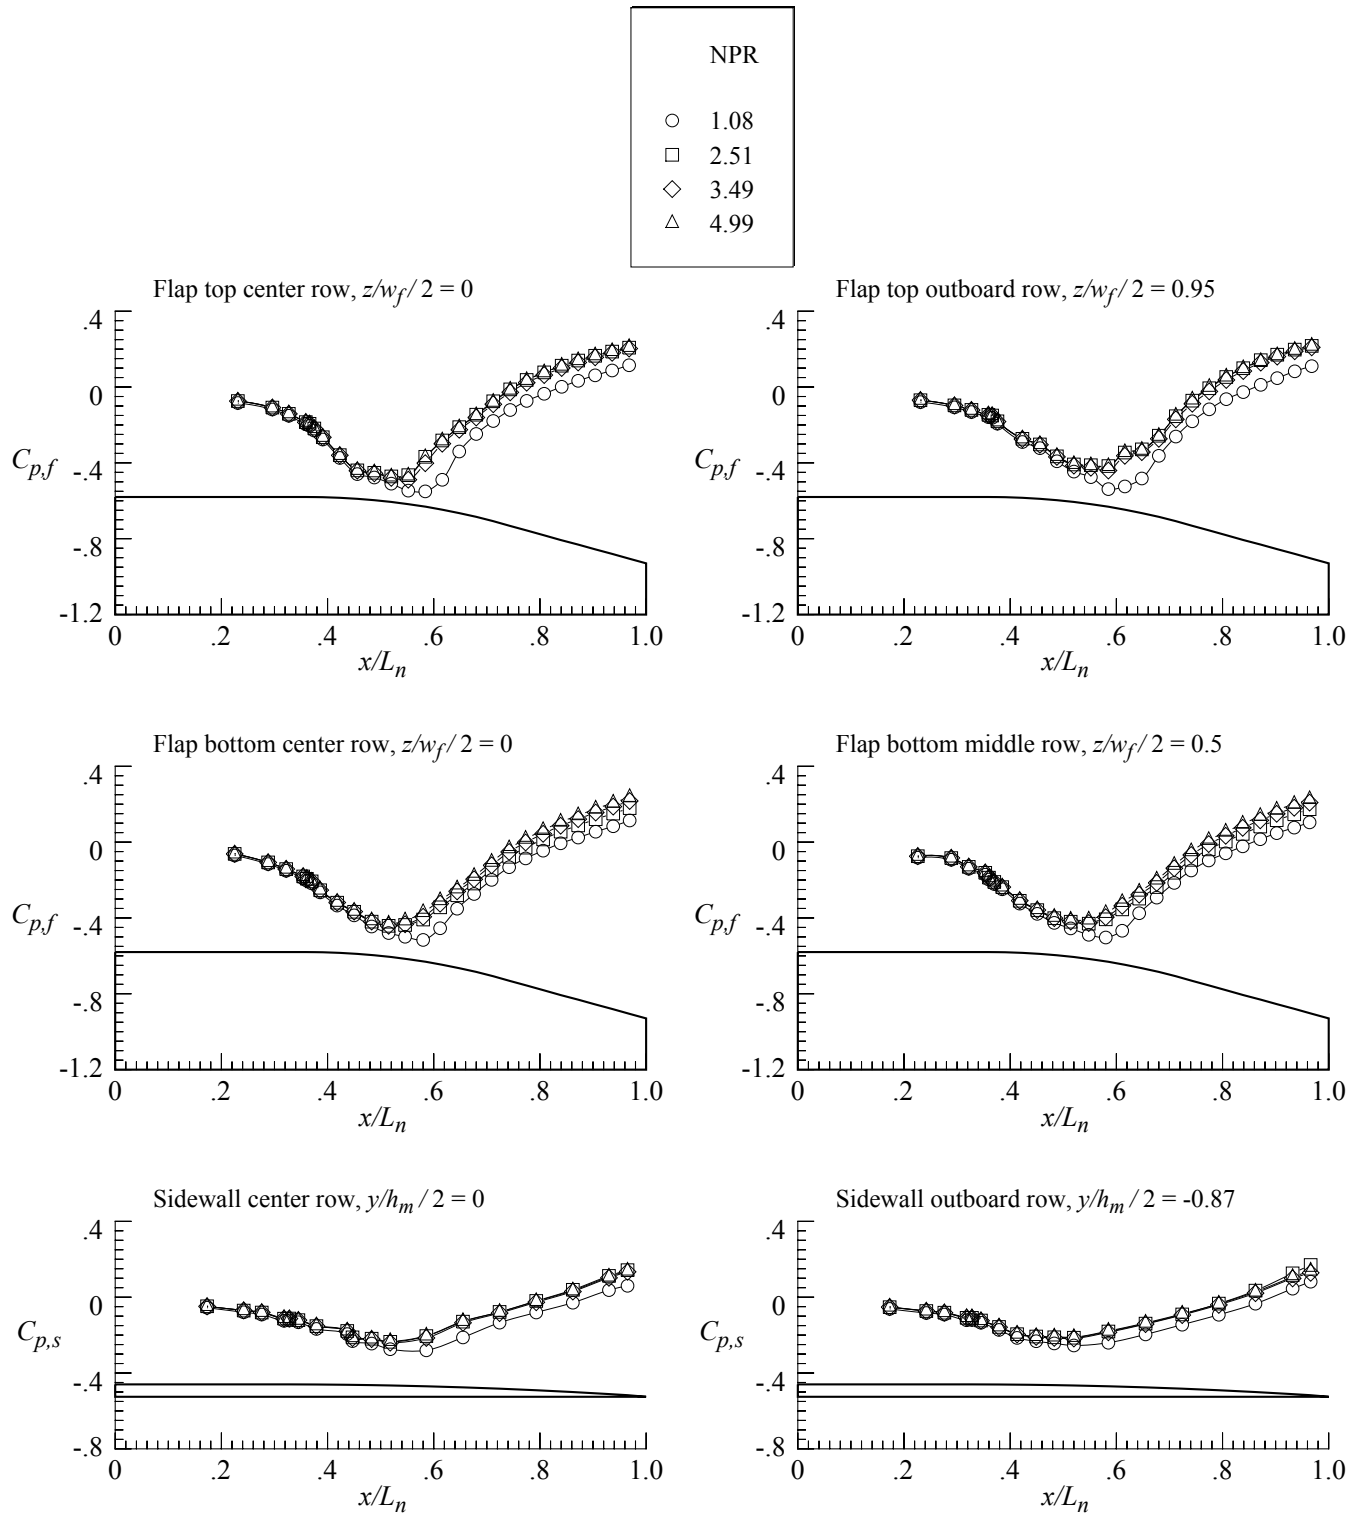 NPR
1.08
2.51
3.49
4.99
Flap top center row, z/w_f / 2 = 0
.4
0
-.4
-.8
-1.2
C_p,f
0 .2 .4 .6 .8 1.0
x/L_n
Flap top outboard row, z/w_f / 2 = 0.95
.4
0
-.4
-.8
-1.2
C_p,f
0 .2 .4 .6 .8 1.0
x/L_n
Flap bottom center row, z/w_f / 2 = 0
.4
0
-.4
-.8
-1.2
C_p,f
0 .2 .4 .6 .8 1.0
x/L_n
Flap bottom middle row, z/w_f / 2 = 0.5
.4
0
-.4
-.8
-1.2
C_p,f
0 .2 .4 .6 .8 1.0
x/L_n
Sidewall center row, y/h_m / 2 = 0
.4
0
-.4
-.8
C_p,s
0 .2 .4 .6 .8 1.0
x/L_n
Sidewall outboard row, y/h_m / 2 = -0.87
.4
0
-.4
-.8
C_p,s
0 .2 .4 .6 .8 1.0
x/L_n